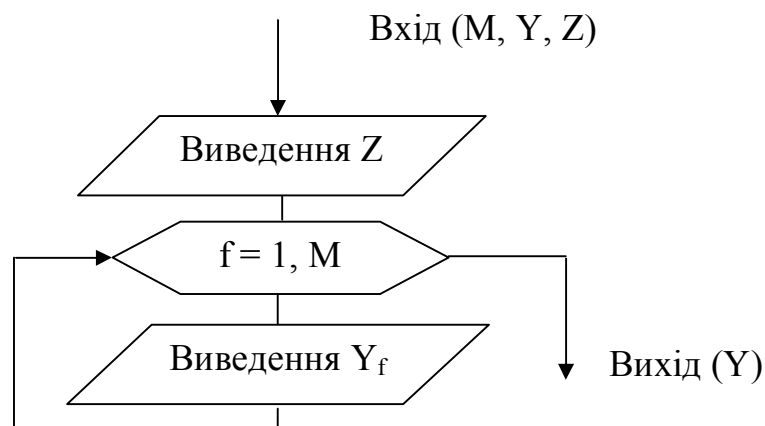 Вхід (M, Y, Z)
Виведення Z
f = 1, M
Виведення Yf
Вихід (Y)